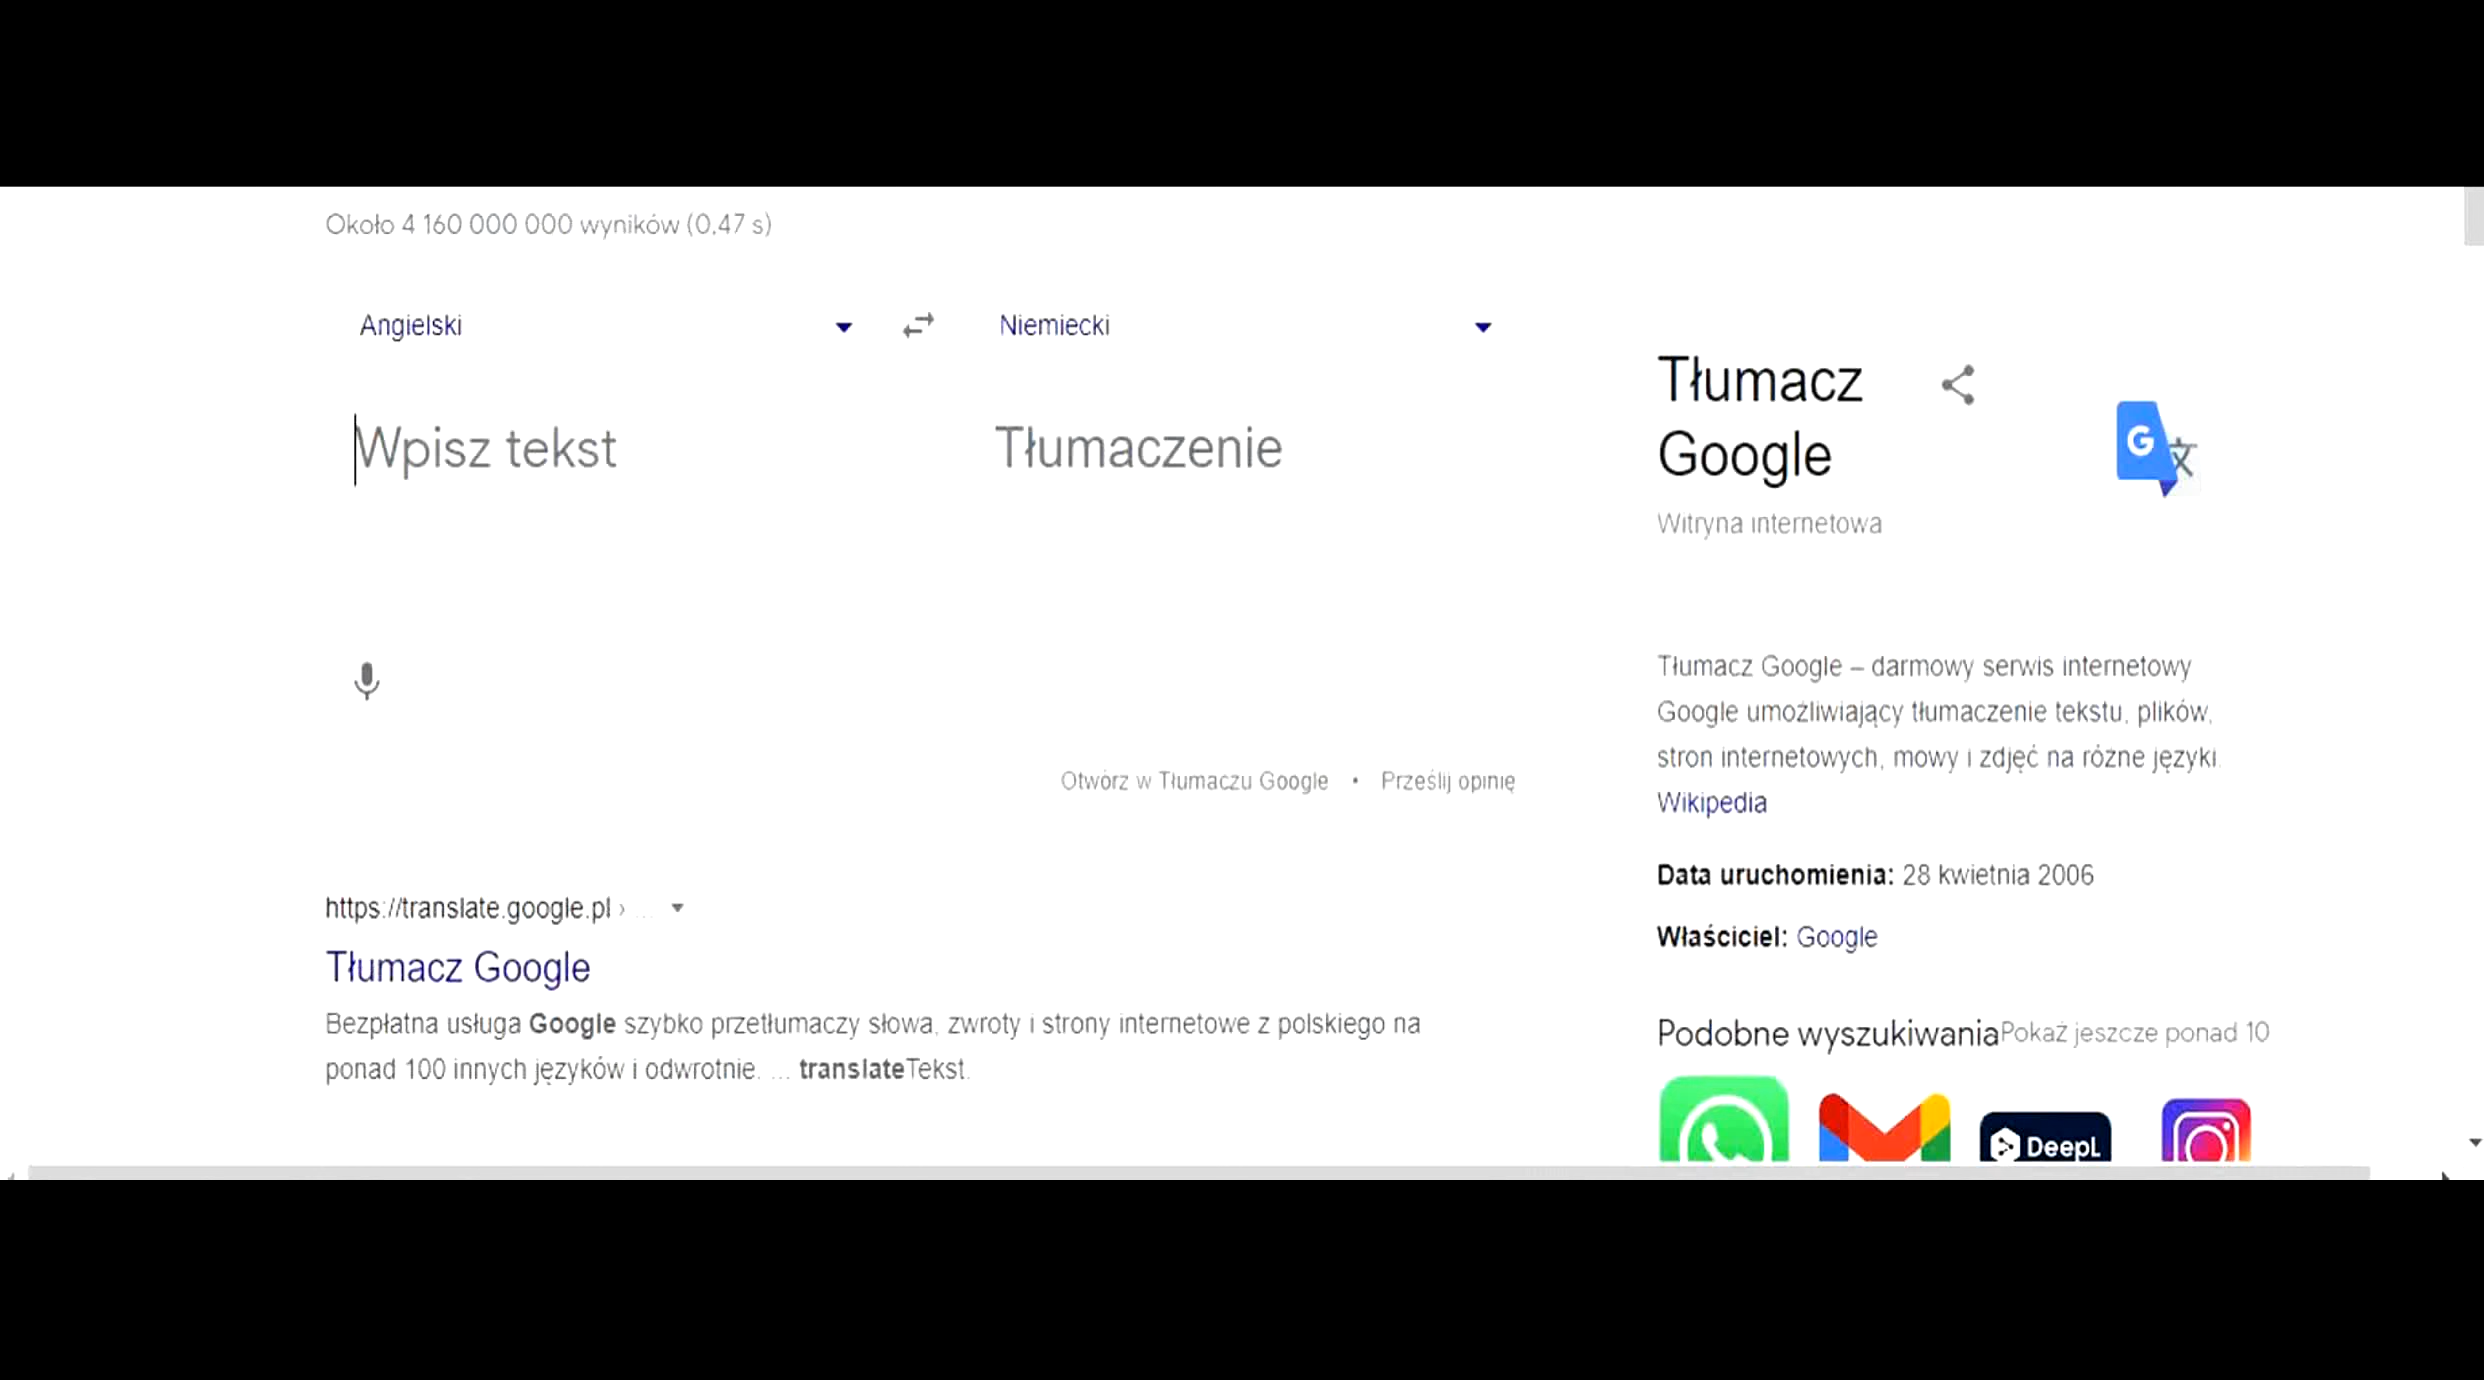 Około 4 160 000 000 wyników (0,47 s)
Angielski
Niemiecki
Wpisz tekst
Tłumaczenie
Otwórz w Tłumaczu Google • Prześlij opinię
https://translate.google.pl › ...
Tłumacz Google
Bezpłatna usługa Google szybko przetłumaczy słowa, zwroty i strony internetowe z polskiego na
ponad 100 innych języków i odwrotnie. ... translateTekst.
Tłumacz
Google
G文
Witryna internetowa
Tłumacz Google – darmowy serwis internetowy
Google umożliwiający tłumaczenie tekstu, plików,
stron internetowych, mowy i zdjęć na różne języki.
Wikipedia
Data uruchomienia: 28 kwietnia 2006
Właściciel: Google
Podobne wyszukiwania
Pokaż jeszcze ponad 10
DeepL